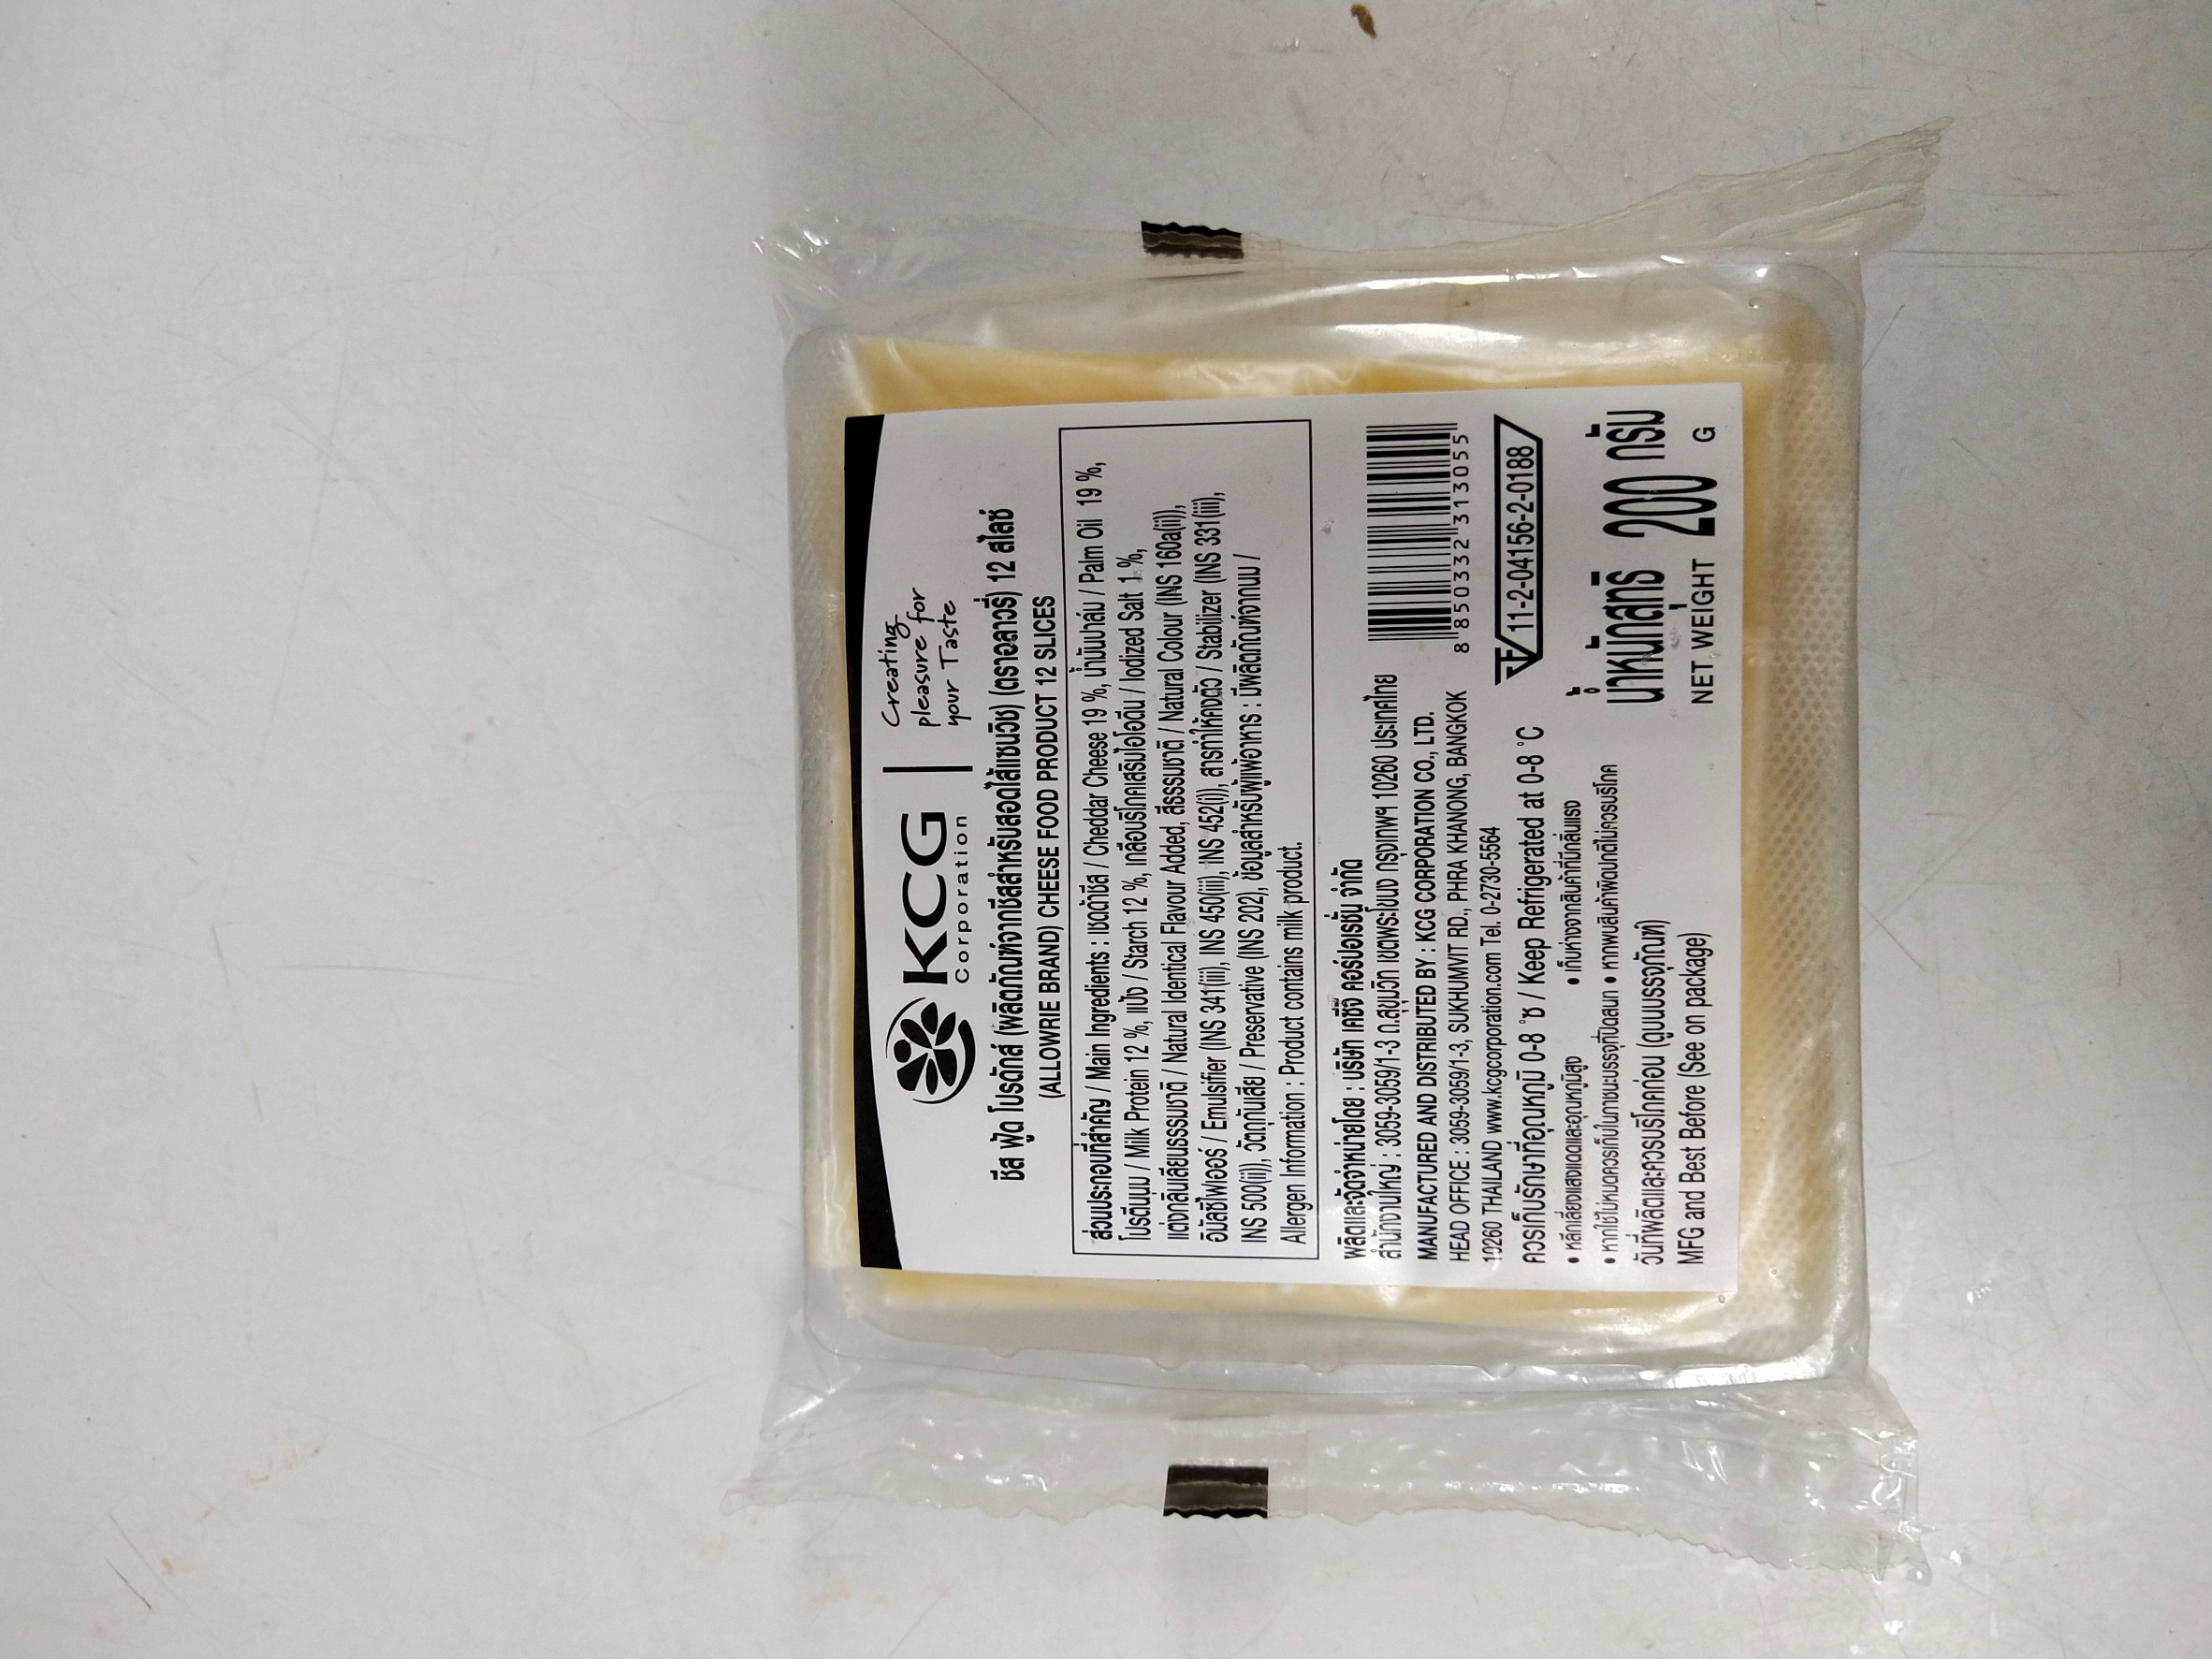 KCG
Corporation
Creating
pleasure for
your Taste
ชีส ฟู้ด โปรดักส์ (ผลิตภัณฑ์จากชีสสำหรับสอดไส้แซนวิช) (ตราอลาวรี่) 12 สไลซ์
(ALLOWRIE BRAND) CHEESE FOOD PRODUCT 12 SLICES
ส่วนประกอบที่สำคัญ / Main Ingredients : เชดด้าชีส / Cheddar Cheese 19 %, น้ำมันปาล์ม / Palm Oil 19 %,
โปรตีนนม / Milk Protein 12 %, แป้ง / Starch 12 %, เกลือบริโภคเสริมไอโอดีน / Iodized Salt 1 %,
แต่งกลิ่นเลียนธรรมชาติ / Natural Identical Flavour Added, สีธรรมชาติ / Natural Colour (INS 160a(ii)),
อิมัลซิไฟเออร์ / Emulsifier (INS 341(iii), INS 450(iii), INS 452(i)), สารทำให้คงตัว / Stabilizer (INS 331(iii),
INS 500(ii)), วัตถุกันเสีย / Preservative (INS 202), ข้อมูลสำหรับผู้แพ้อาหาร : มีผลิตภัณฑ์จากนม /
Allergen Information : Product contains milk product.
ผลิตและจัดจำหน่ายโดย : บริษัท เคซีจี คอร์ปอเรชั่น จำกัด
สำนักงานใหญ่ : 3059-3059/1-3 ถ.สุขุมวิท เขตพระโขนง กรุงเทพฯ 10260 ประเทศไทย
MANUFACTURED AND DISTRIBUTED BY : KCG CORPORATION CO., LTD.
HEAD OFFICE : 3059-3059/1-3, SUKHUMVIT RD., PHRA KHANONG, BANGKOK
10260 THAILAND www.kcgcorporation.com Tel. 0-2730-5564
8 850332 313055
11-2-04156-2-0188
ควรเก็บรักษาที่อุณหภูมิ 0-8 °ซ / Keep Refrigerated at 0-8 °C
• หลีกเลี่ยงแสงแดดและอุณหภูมิสูง • เก็บห่างจากสินค้าที่มีกลิ่นแรง
• หากใช้ไม่หมดควรเก็บในภาชนะบรรจุที่ปิดสนิท • หากพบสินค้าผิดปกติไม่ควรบริโภค
วันที่ผลิตและควรบริโภคก่อน (ดูบนบรรจุภัณฑ์)
MFG and Best Before (See on package)
น้ำหนักสุทธิ 200 กรัม
NET WEIGHT G